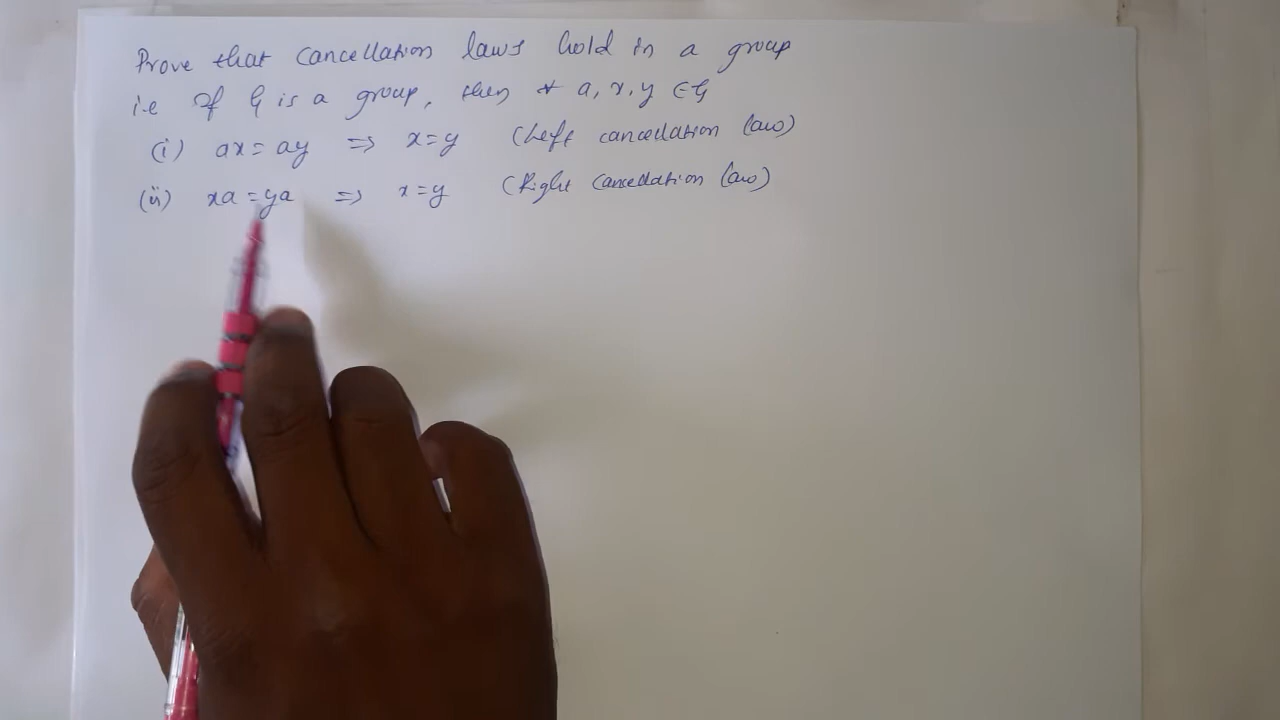 Prove that cancellation laws hold in a group
i.e If G is a group, then ∀ a, x, y ∈ G
(i) ax = ay ⇒ x = y (Left cancellation law)
(ii) xa = ya ⇒ x = y (Right cancellation law)